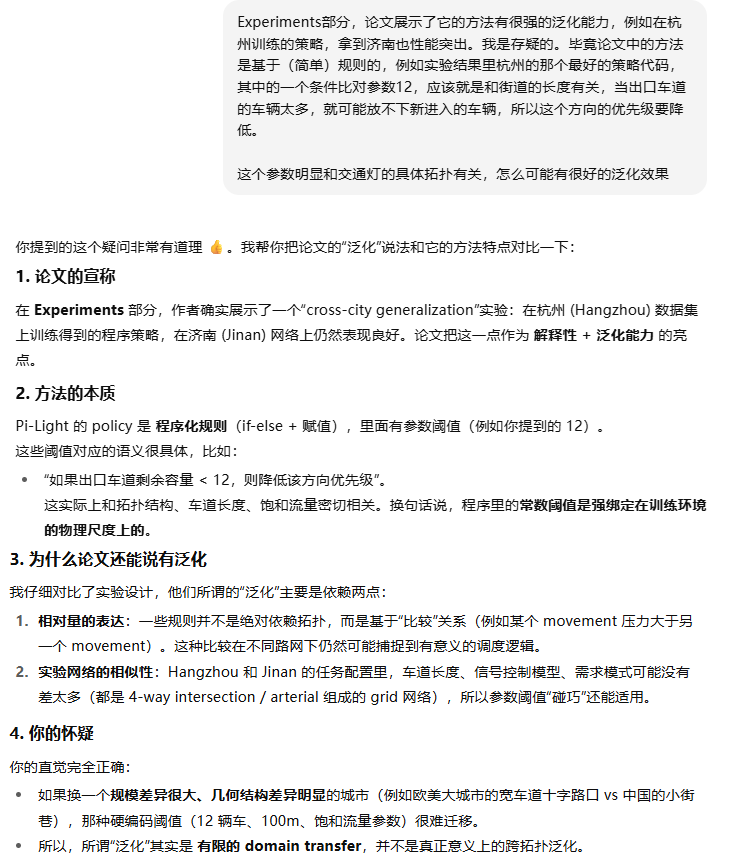 Experiments部分，论文展示了它的方法有很强的泛化能力，例如在杭
州训练的策略，拿到济南也性能突出。我是存疑的。毕竟论文中的方法
是基于（简单）规则的，例如实验结果里杭州的那个最好的策略代码，
其中的一个条件比对参数12，应该就是和街道的长度有关，当出口车道
的车辆太多，就可能放不下新进入的车辆，所以这个方向的优先级要降
低。
这个参数明显和交通灯的具体拓扑有关，怎么可能有很好的泛化效果
你提到的这个疑问非常有道理 👍 。我帮你把论文的“泛化”说法和它的方法特点对比一下：
1. 论文的宣称
在 Experiments 部分，作者确实展示了一个“cross-city generalization”实验：在杭州 (Hangzhou) 数据集
上训练得到的程序策略，在济南 (Jinan) 网络上仍然表现良好。论文把这一点作为 解释性 + 泛化能力 的亮
点。
2. 方法的本质
Pi-Light 的 policy 是 程序化规则（if-else + 赋值），里面有参数阈值（例如你提到的 12）。
这些阈值对应的语义很具体，比如：
• “如果出口车道剩余容量 < 12，则降低该方向优先级”。
这实际上和拓扑结构、车道长度、饱和流量密切相关。换句话说，程序里的常数阈值是强绑定在训练环境
的物理尺度上的。
3. 为什么论文还能说有泛化
我仔细对比了实验设计，他们所谓的“泛化”主要是依赖两点：
1. 相对量的表达：一些规则并不是绝对依赖拓扑，而是基于“比较”关系（例如某个 movement 压力大于另
一个 movement）。这种比较在不同路网下仍然可能捕捉到有意义的调度逻辑。
2. 实验网络的相似性：Hangzhou 和 Jinan 的任务配置里，车道长度、信号控制模型、需求模式可能没有
差太多（都是 4-way intersection / arterial 组成的 grid 网络），所以参数阈值“碰巧”还能适用。
4. 你的怀疑
你的直觉完全正确：
• 如果换一个规模差异很大、几何结构差异明显的城市（例如欧美大城市的宽车道十字路口 vs 中国的小街
巷），那种硬编码阈值（12 辆车、100m、饱和流量参数）很难迁移。
• 所以，所谓“泛化”其实是 有限的 domain transfer，并不是真正意义上的跨拓扑泛化。